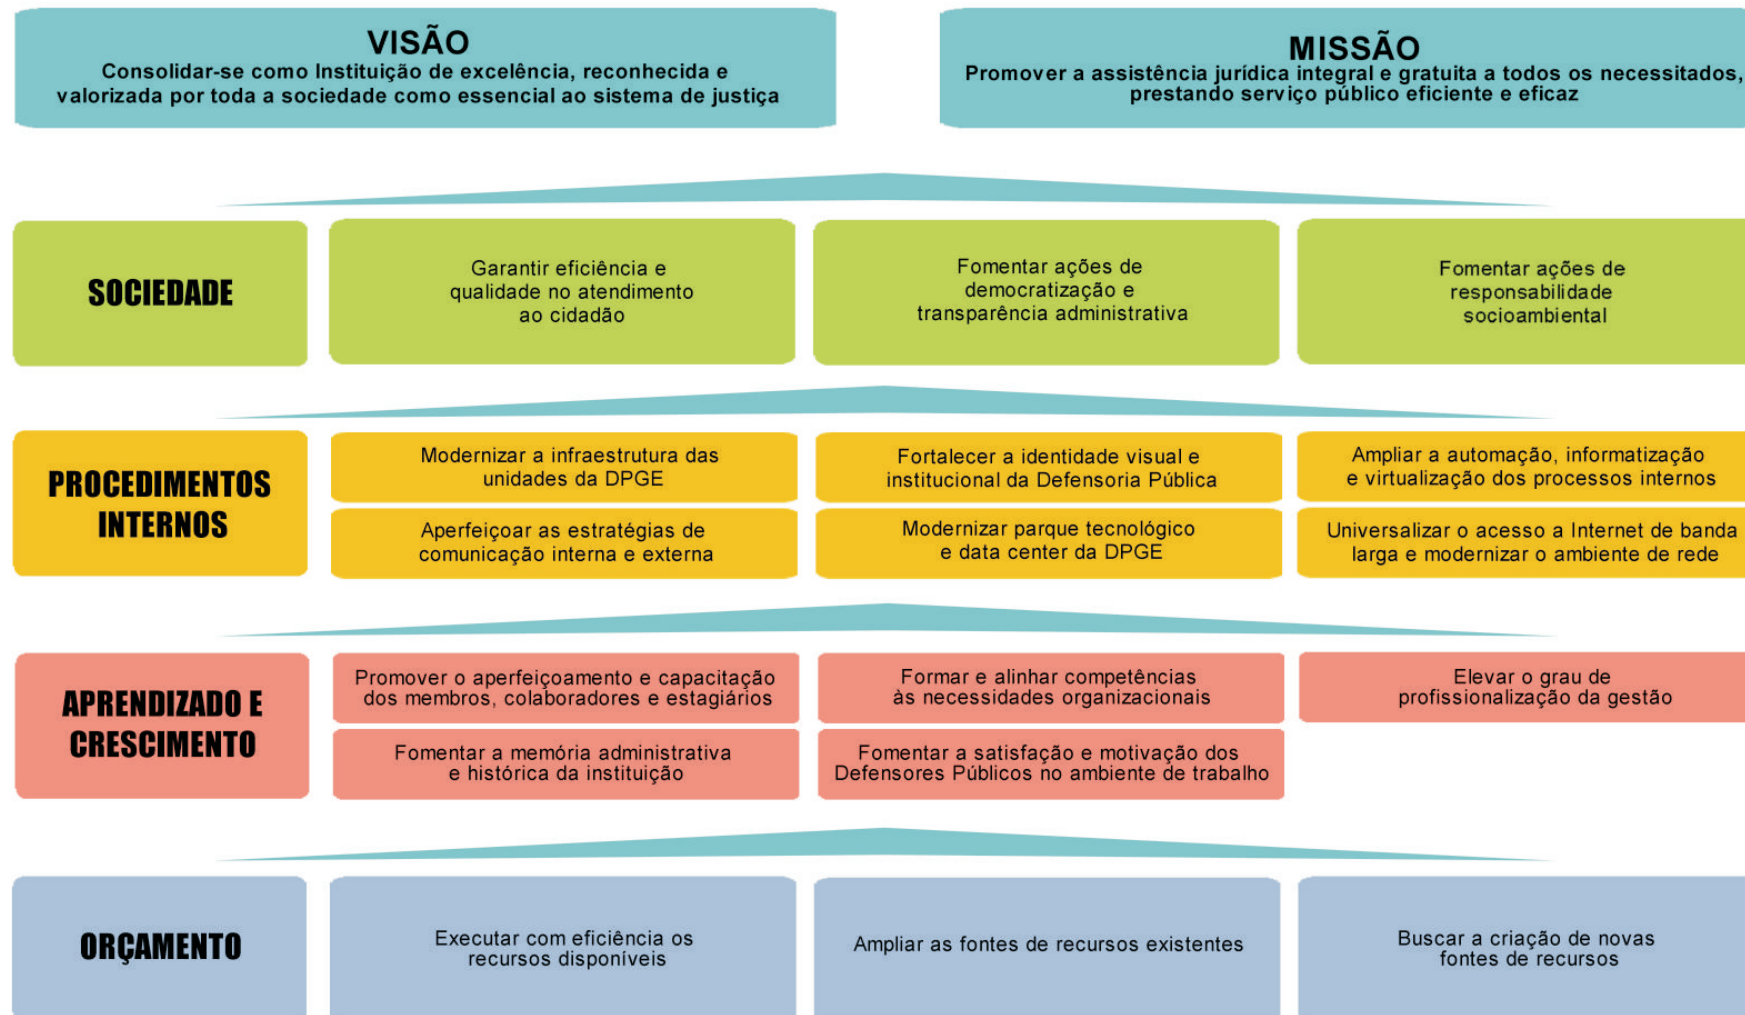 VISÃO
Consolidar-se como Instituição de excelência, reconhecida e
valorizada por toda a sociedade como essencial ao sistema de justiça
MISSÃO
Promover a assistência jurídica integral e gratuita a todos os necessitados,
prestando serviço público eficiente e eficaz
SOCIEDADE
Garantir eficiência e
qualidade no atendimento
ao cidadão
Fomentar ações de
democratização e
transparência administrativa
Fomentar ações de
responsabilidade
socioambiental
PROCEDIMENTOS
INTERNOS
Modernizar a infraestrutura das
unidades da DPGE
Fortalecer a identidade visual e
institucional da Defensoria Pública
Ampliar a automação, informatização
e virtualização dos processos internos
Aperfeiçoar as estratégias de
comunicação interna e externa
Modernizar parque tecnológico
e data center da DPGE
Universalizar o acesso a Internet de banda
larga e modernizar o ambiente de rede
APRENDIZADO E
CRESCIMENTO
Promover o aperfeiçoamento e capacitação
dos membros, colaboradores e estagiários
Formar e alinhar competências
às necessidades organizacionais
Elevar o grau de
profissionalização da gestão
Fomentar a memória administrativa
e histórica da instituição
Fomentar a satisfação e motivação dos
Defensores Públicos no ambiente de trabalho
ORÇAMENTO
Executar com eficiência os
recursos disponíveis
Ampliar as fontes de recursos existentes
Buscar a criação de novas
fontes de recursos